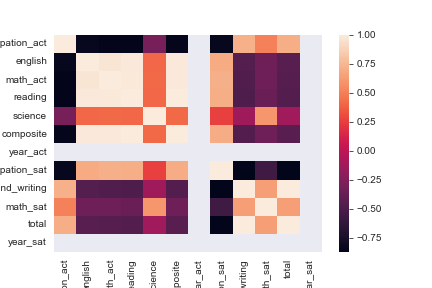 pation_act
english
math_act
reading
science
composite
year_act
pation_sat
nd_writing
math_sat
total
year_sat
on_act
english
th_act
eading
cience
posite
ar_act
on_sat
writing
th_sat
total
ar_sat
1.00
0.75
0.50
0.25
0.00
−0.25
−0.50
−0.75